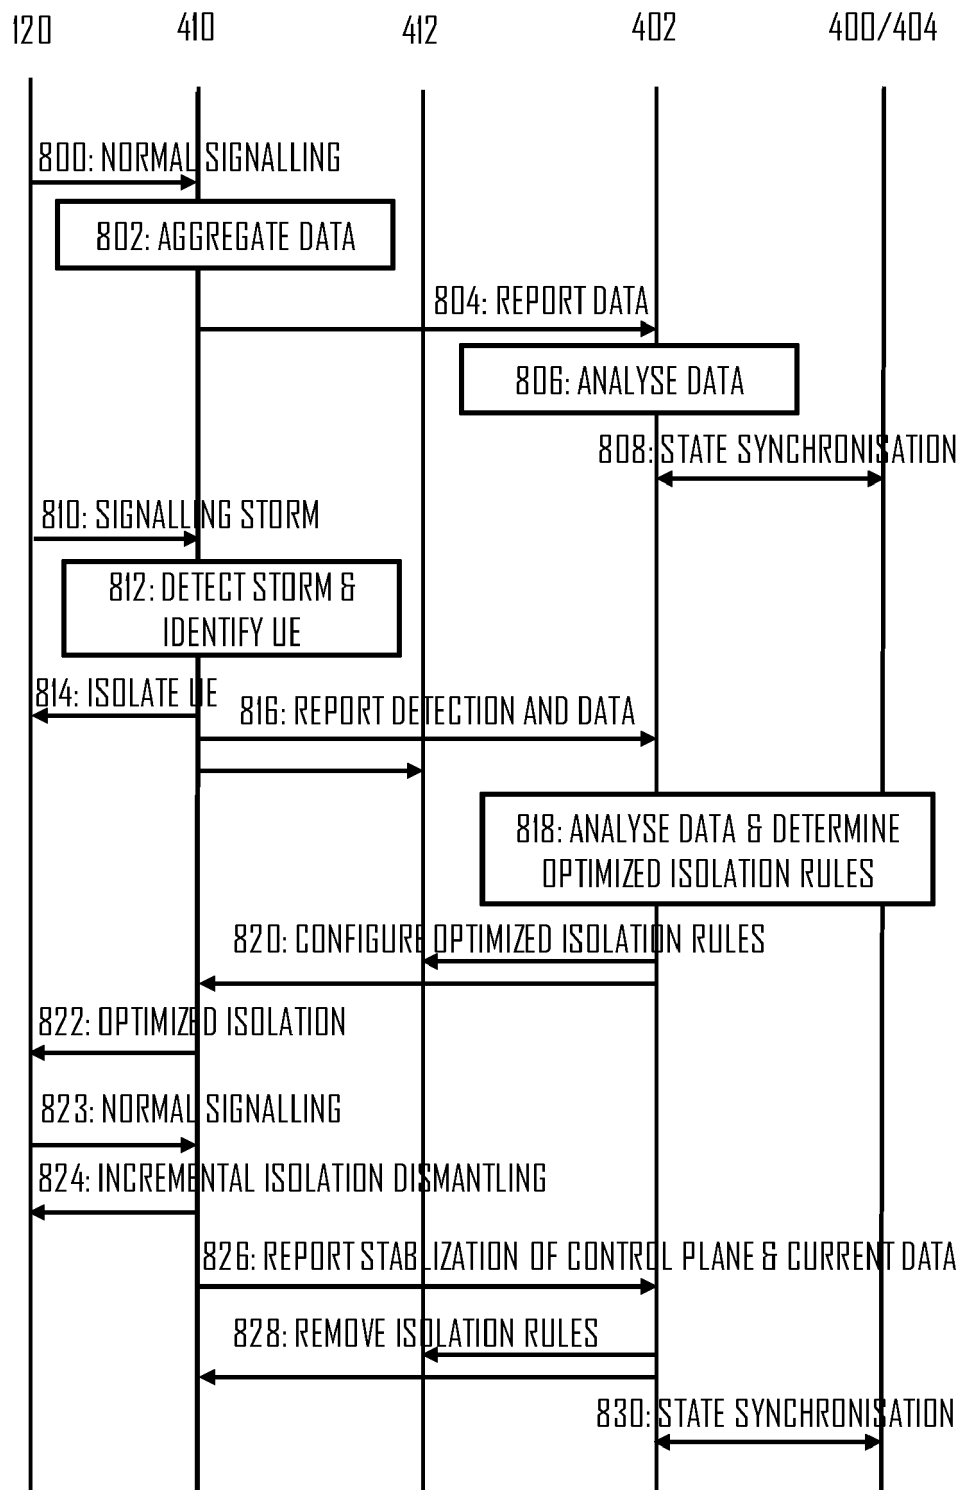 120 410 412 402 400/404
800: NORMAL SIGNALLING
802: AGGREGATE DATA
804: REPORT DATA
806: ANALYSE DATA
808: STATE SYNCHRONISATION
810: SIGNALLING STORM
812: DETECT STORM &
IDENTIFY UE
814: ISOLATE UE
816: REPORT DETECTION AND DATA
818: ANALYSE DATA & DETERMINE
OPTIMIZED ISOLATION RULES
820: CONFIGURE OPTIMIZED ISOLATION RULES
822: OPTIMIZED ISOLATION
823: NORMAL SIGNALLING
824: INCREMENTAL ISOLATION DISMANTLING
826: REPORT STABLIZATION OF CONTROL PLANE & CURRENT DATA
828: REMOVE ISOLATION RULES
830: STATE SYNCHRONISATION